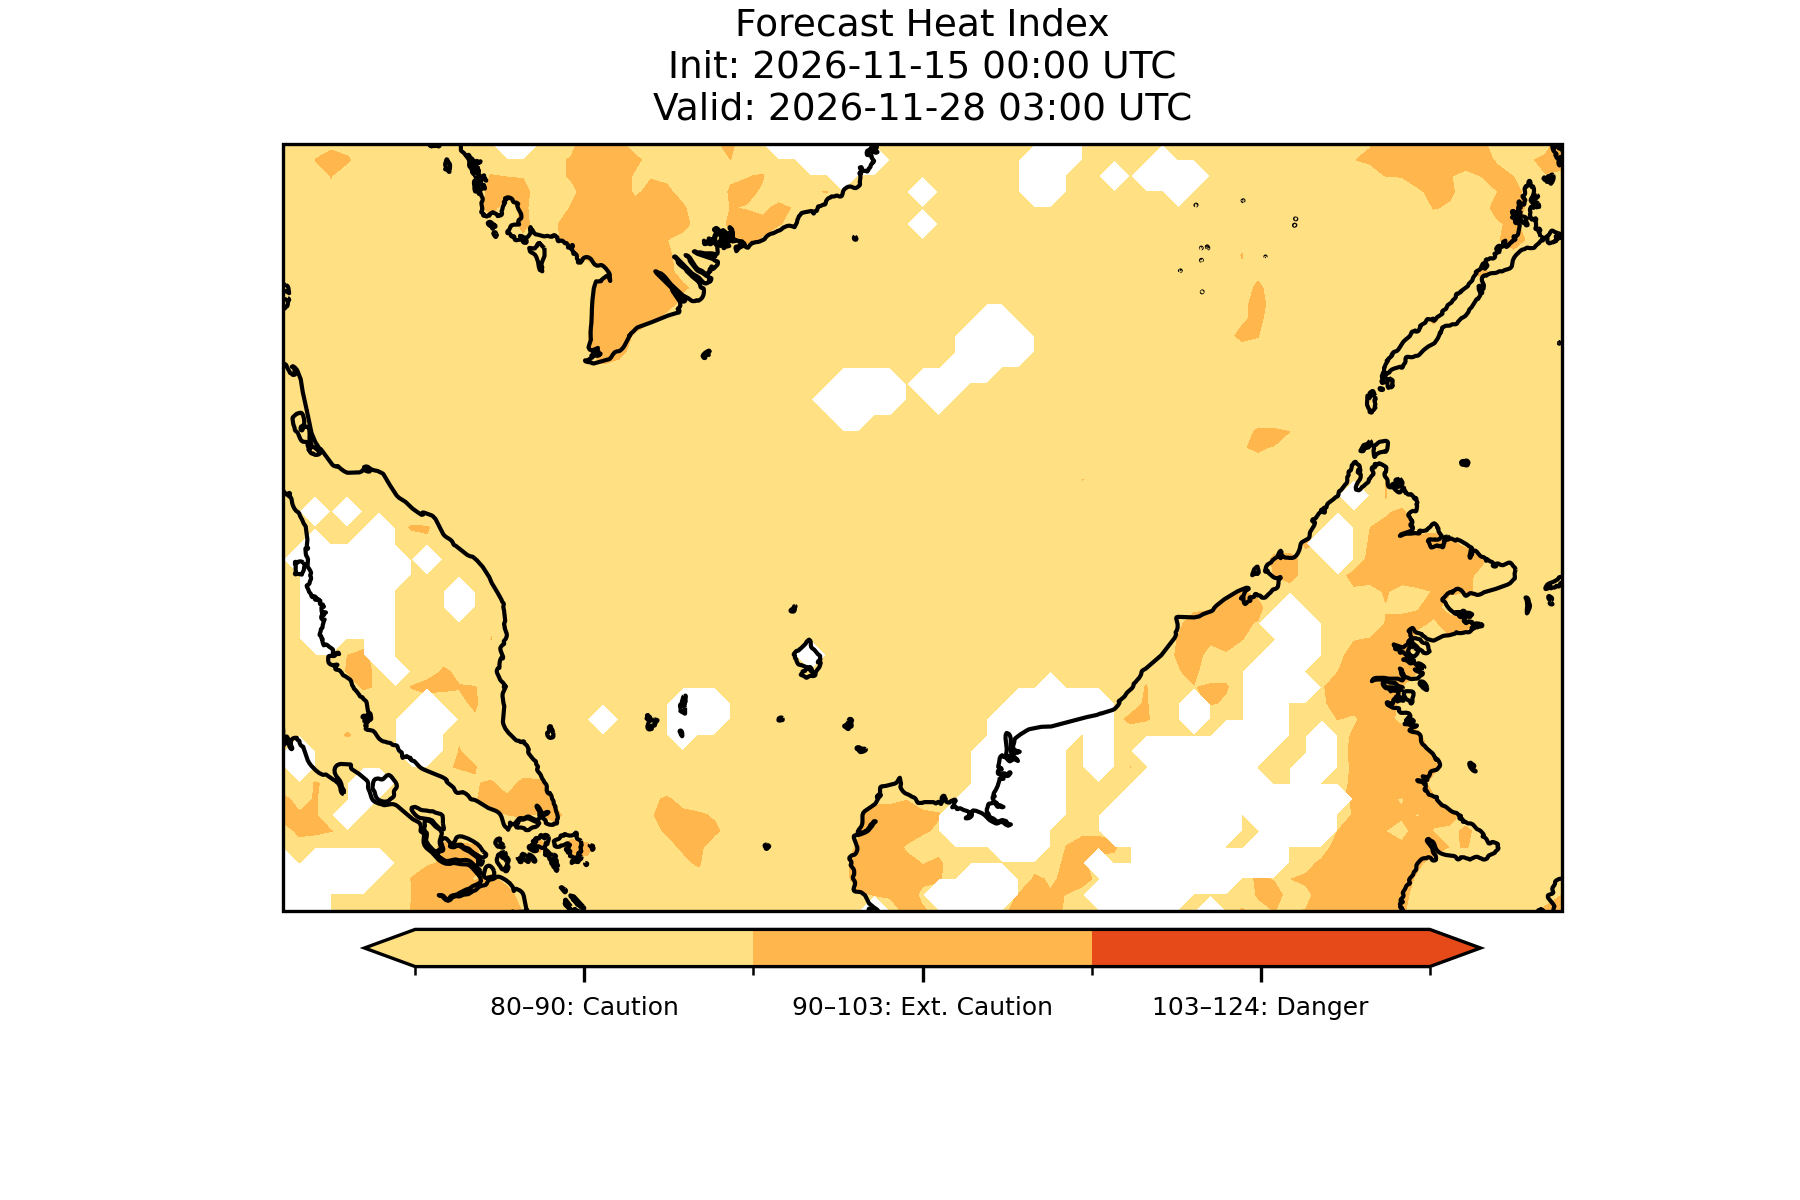 Forecast Heat Index
Init: 2026-11-15 00:00 UTC
Valid: 2026-11-28 03:00 UTC
80–90: Caution
90–103: Ext. Caution
103–124: Danger